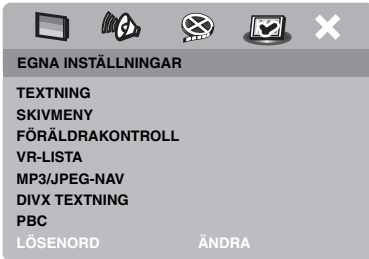 EGNA INSTÄLLNINGAR
TEXTNING
SKIVMENY
FÖRÄLDRAKONTROLL
VR-LISTA
MP3/JPEG-NAV
DIVX TEXTNING
PBC
LÖSENORD ÄNDRA